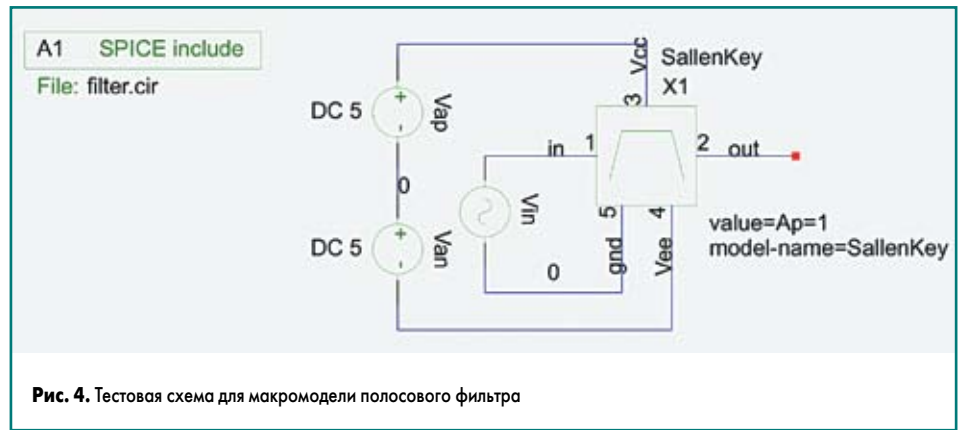 A1 SPICE include
File: filter.cir
DC 5
+
-
Vap
0
DC 5
+
-
Van
Vin
0
in
1
2
out
3
Vcc
SallenKey
X1
5
4
gnd
Vee
value=Ap=1
model-name=SallenKey
Рис. 4. Тестовая схема для макромодели полосового фильтра